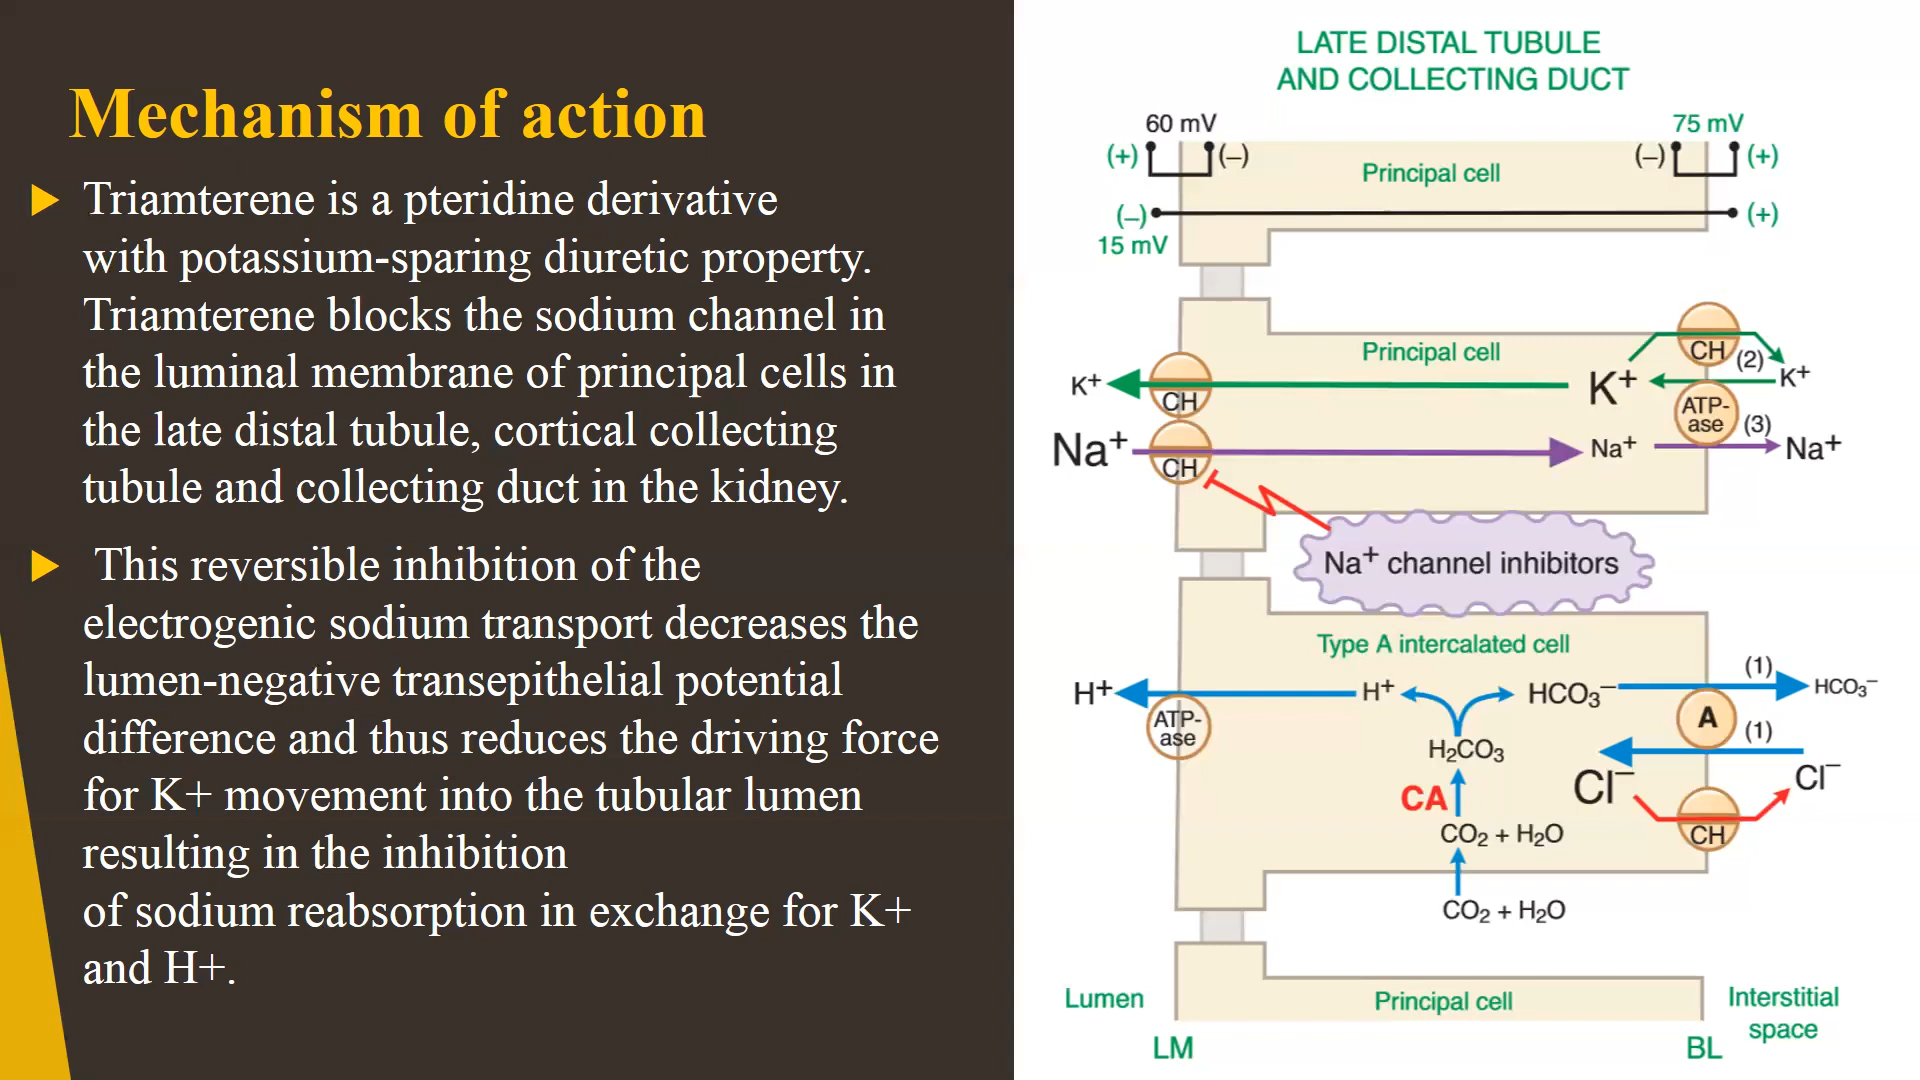 Mechanism of action
Triamterene is a pteridine derivative
with potassium-sparing diuretic property.
Triamterene blocks the sodium channel in
the luminal membrane of principal cells in
the late distal tubule, cortical collecting
tubule and collecting duct in the kidney.
This reversible inhibition of the
electrogenic sodium transport decreases the
lumen-negative transepithelial potential
difference and thus reduces the driving force
for K+ movement into the tubular lumen
resulting in the inhibition
of sodium reabsorption in exchange for K+
and H+.
LATE DISTAL TUBULE
AND COLLECTING DUCT
60 mV
75 mV
(+)
(–)
(–)
(+)
Principal cell
(–)
(+)
15 mV
Principal cell
CH
(2)
K⁺
CH
K⁺
K⁺
ATP-
ase
(3)
Na⁺
CH
Na⁺
Na⁺
Na⁺ channel inhibitors
Type A intercalated cell
(1)
H⁺
H⁺
HCO₃⁻
HCO₃⁻
ATP-
ase
A
(1)
H₂CO₃
Cl⁻
Cl⁻
CA
CO₂ + H₂O
CH
CO₂ + H₂O
Lumen
Principal cell
Interstitial
space
LM
BL